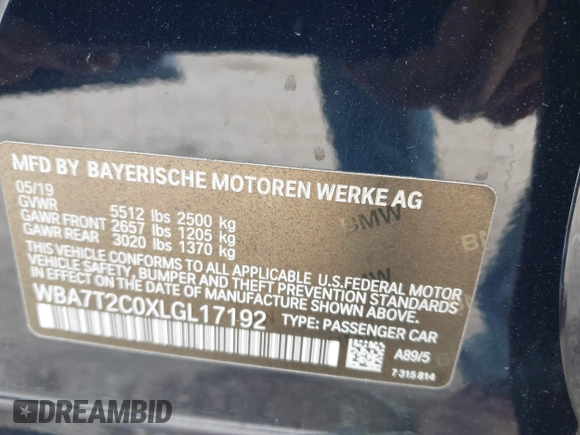 MFD BY BAYERISCHE MOTOREN WERKE AG
05/19
GVWR 5512 lbs 2500 kg
GAWR FRONT 2657 lbs 1205 kg
GAWR REAR 3020 lbs 1370 kg
THIS VEHICLE CONFORMS TO ALL APPLICABLE U.S.FEDERAL MOTOR
VEHICLE SAFETY, BUMPER AND THEFT PREVENTION STANDARDS
IN EFFECT ON THE DATE OF MANUFACTURE SHOWN ABOVE.
WBA7T2C0XLGL17192 TYPE: PASSENGER CAR
A89/5
7 315 814
BMW
BMW
DREAMBID